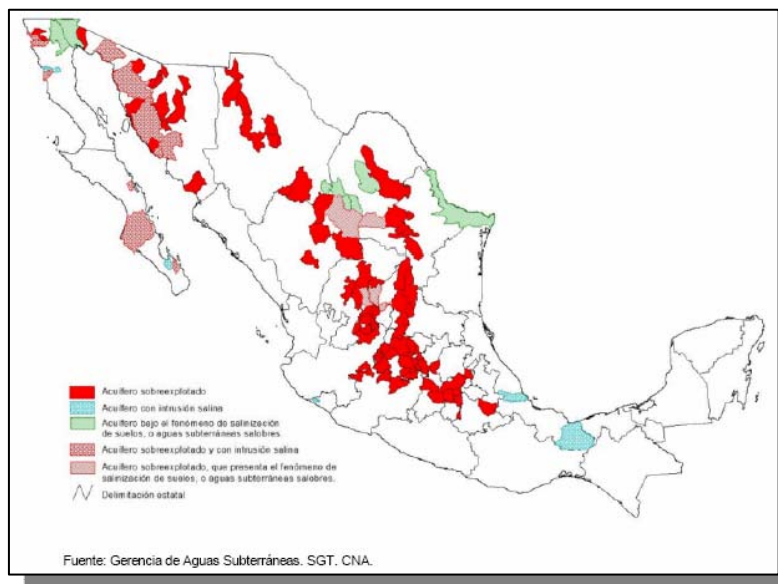 Acuífero sobreexplotado
Acuífero con intrusión salina
Acuífero bajo el fenómeno de salinización
de suelos, o aguas subterráneas salobres.
Acuífero sobreexplotado y con intrusión salina
Acuífero sobreexplotado, que presenta el fenómeno de
salinización de suelos, o aguas subterráneas salobres.
Delimitación estatal
Fuente: Gerencia de Aguas Subterráneas. SGT. CNA.